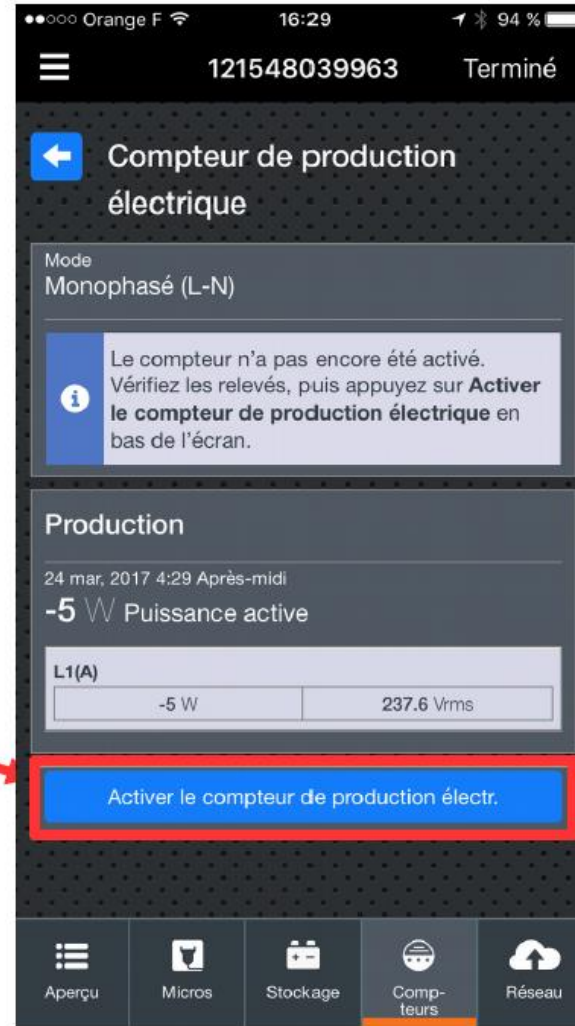 Orange F 16:29 94 %
121548039963 Terminé
Compteur de production
électrique
Mode
Monophasé (L-N)
Le compteur n'a pas encore été activé.
Vérifiez les relevés, puis appuyez sur Activer
le compteur de production électrique en
bas de l'écran.
Production
24 mar, 2017 4:29 Après-midi
-5 W Puissance active
L1(A)
-5 W 237.6 Vrms
Activer le compteur de production électr.
Aperçu Micros Stockage Comp-
teurs Réseau